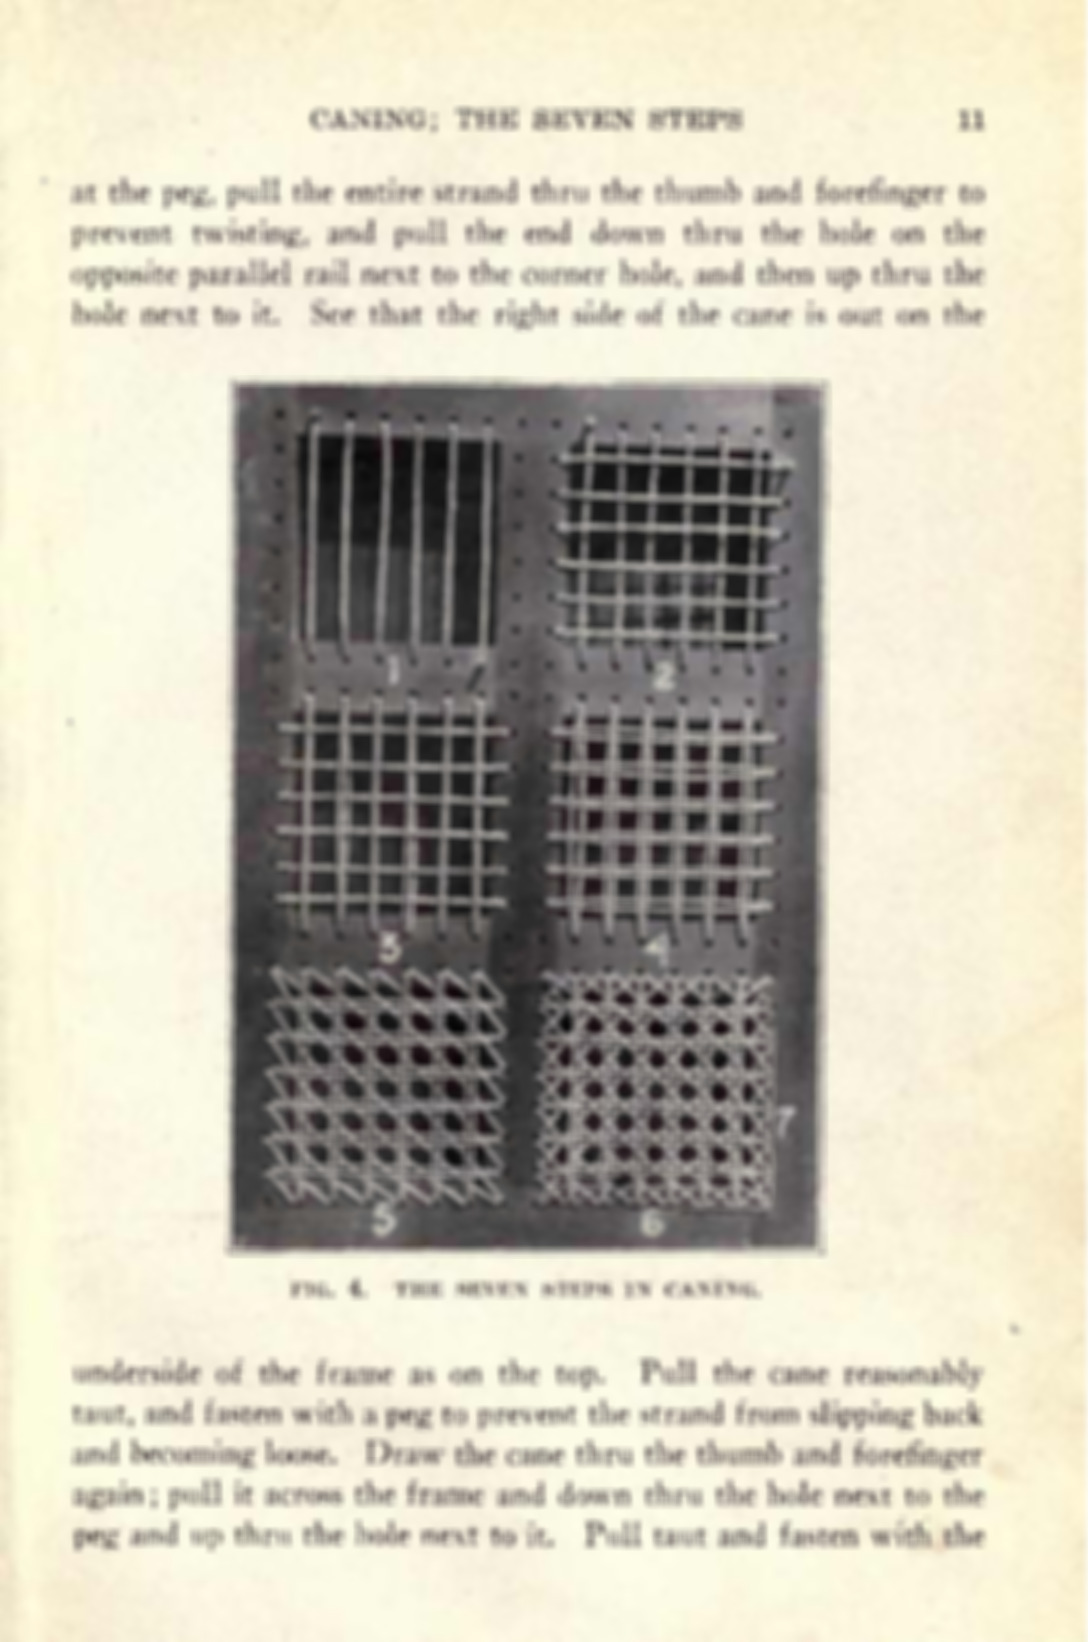 CANING; THE SEVEN STEPS 11
at the peg, pull the entire strand thru the thumb and forefinger to
prevent twisting, and pull the end down thru the hole on the
opposite parallel rail next to the corner hole, and then up thru the
hole next to it. See that the right side of the cane is out on the
1
2
3
4
7
5
6
FIG. 4. THE SEVEN STEPS IN CANING.
underside of the frame as on the top. Pull the cane reasonably
taut, and fasten with a peg to prevent the strand from slipping back
and becoming loose. Draw the cane thru the thumb and forefinger
again; pull it across the frame and down thru the hole next to the
peg and up thru the hole next to it. Pull taut and fasten with the